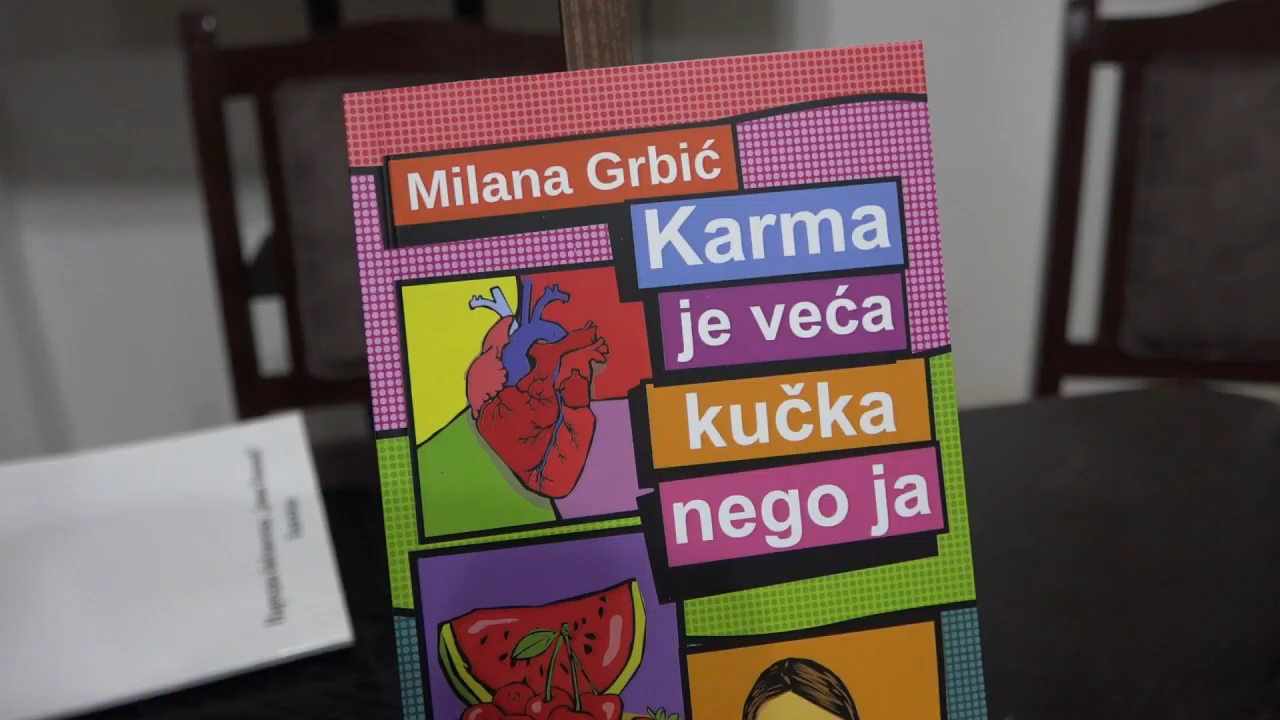 Milana Grbić
Karma
je veća
kučka
nego ja